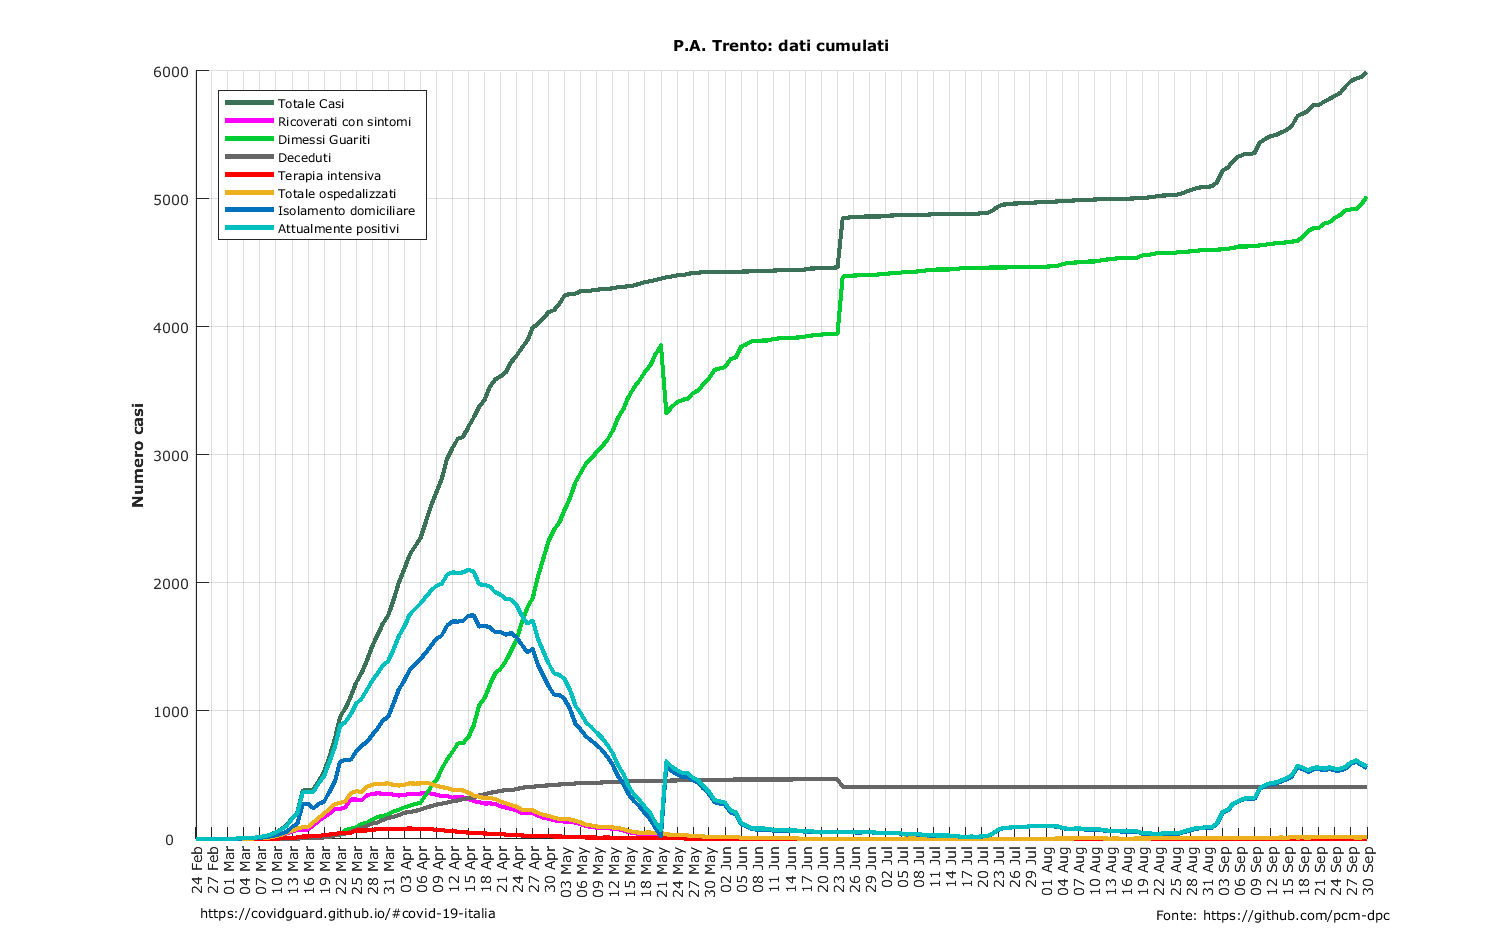 P.A. Trento: dati cumulati
6000
5000
4000
3000
2000
1000
0
Numero casi
Totale Casi
Ricoverati con sintomi
Dimessi Guariti
Deceduti
Terapia intensiva
Totale ospedalizzati
Isolamento domiciliare
Attualmente positivi
24 Feb
27 Feb
01 Mar
04 Mar
07 Mar
10 Mar
13 Mar
16 Mar
19 Mar
22 Mar
25 Mar
28 Mar
31 Mar
03 Apr
06 Apr
09 Apr
12 Apr
15 Apr
18 Apr
21 Apr
24 Apr
27 Apr
30 Apr
03 May
06 May
09 May
12 May
15 May
18 May
21 May
24 May
27 May
30 May
02 Jun
05 Jun
08 Jun
11 Jun
14 Jun
17 Jun
20 Jun
23 Jun
26 Jun
29 Jun
02 Jul
05 Jul
08 Jul
11 Jul
14 Jul
17 Jul
20 Jul
23 Jul
26 Jul
29 Jul
01 Aug
04 Aug
07 Aug
10 Aug
13 Aug
16 Aug
19 Aug
22 Aug
25 Aug
28 Aug
31 Aug
03 Sep
06 Sep
09 Sep
12 Sep
15 Sep
18 Sep
21 Sep
24 Sep
27 Sep
30 Sep
https://covidguard.github.io/#covid-19-italia
Fonte: https://github.com/pcm-dpc